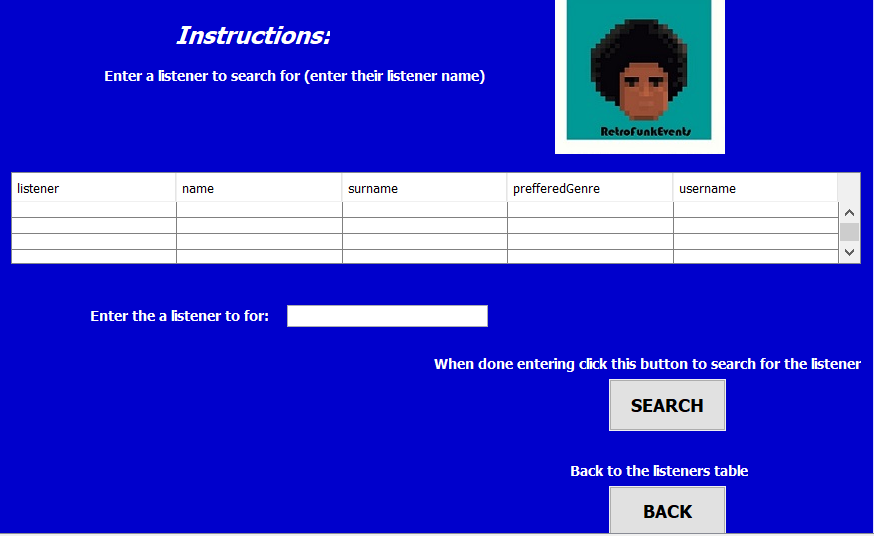 Instructions:
Enter a listener to search for (enter their listener name)
RetroFunkEvents
listener name surname prefferedGenre username
Enter the a listener to for:
When done entering click this button to search for the listener
SEARCH
Back to the listeners table
BACK